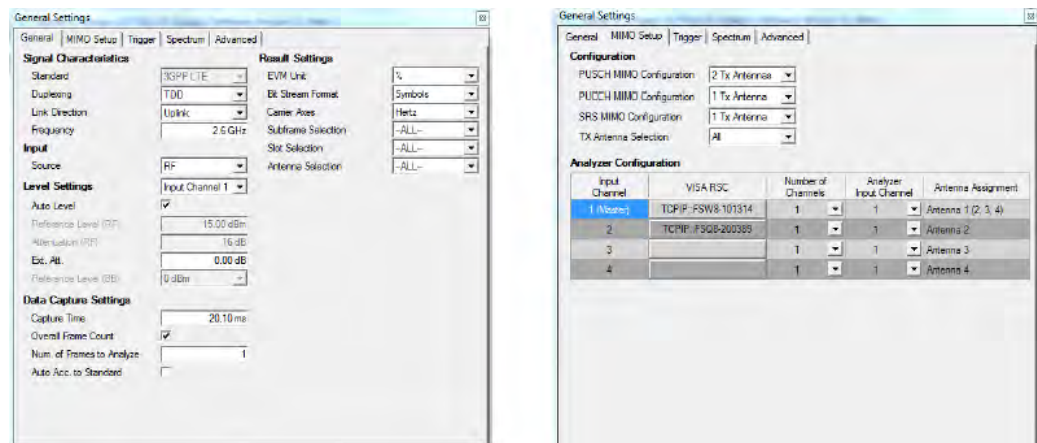 General Settings
General MIMO Setup Trigger Spectrum Advanced
Signal Characteristics
Standard 3GPP LTE
Duplexing TDD
Link Direction Uplink
Frequency 2.6 GHz
Input
Source RF
Level Settings Input Channel 1
Auto Level
Reference Level (RF) 15.00 dBm
Attenuation (RF) 16 dB
Ext. Att. 0.00 dB
Reference Level (BB) 0 dBm
Data Capture Settings
Capture Time 20.10 ms
Overall Frame Count
Num. of Frames to Analyze 1
Auto Acc. to Standard
Result Settings
EVM Unit %
Bit Stream Format Symbols
Carrier Axes Hertz
Subframe Selection -ALL-
Slot Selection -ALL-
Antenna Selection -ALL-
General Settings
General MIMO Setup Trigger Spectrum Advanced
Configuration
PUSCH MIMO Configuration 2 Tx Antennas
PUCCH MIMO Configuration 1 Tx Antenna
SRS MIMO Configuration 1 Tx Antenna
TX Antenna Selection All
Analyzer Configuration
Input Channel VISA RSC Number of Channels Analyzer Input Channel Antenna Assignment
1 (Master) TCPIP::FSW8-101314 1 1 Antenna 1 (2, 3, 4)
2 TCPIP::FSQ8-200389 1 1 Antenna 2
3 1 1 Antenna 3
4 1 1 Antenna 4